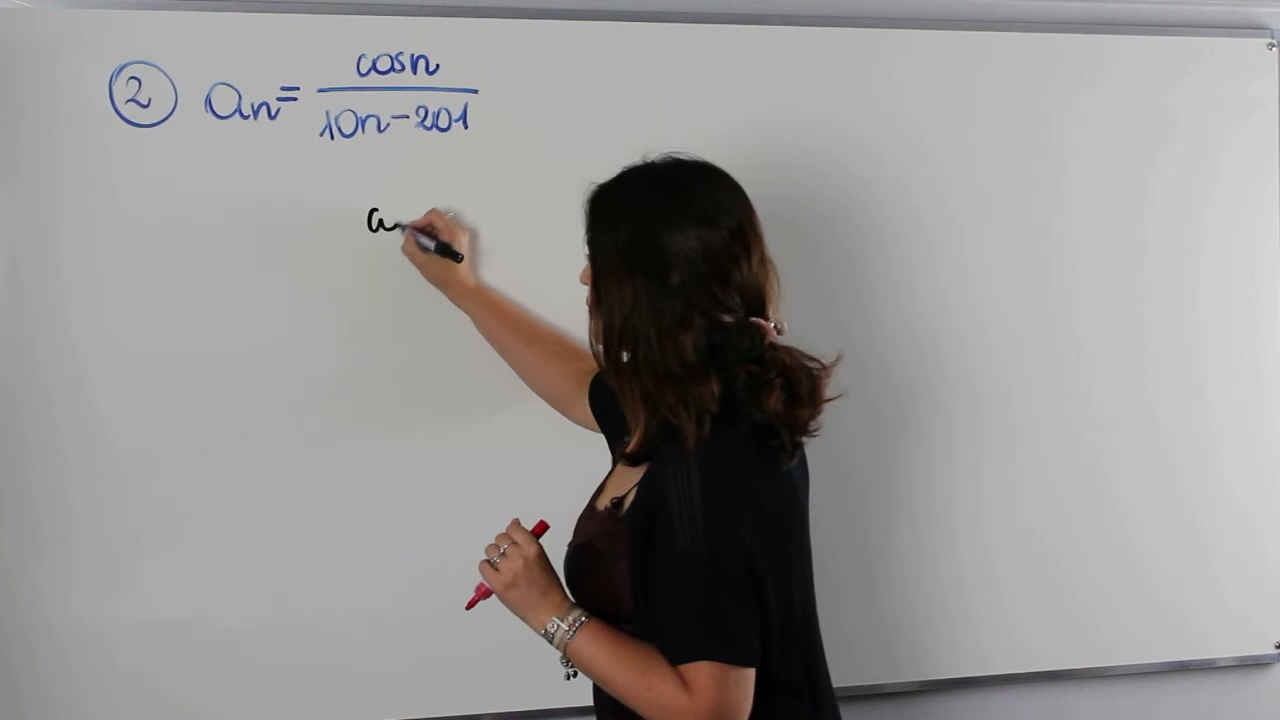 ② an = cosn / 10n-201
a